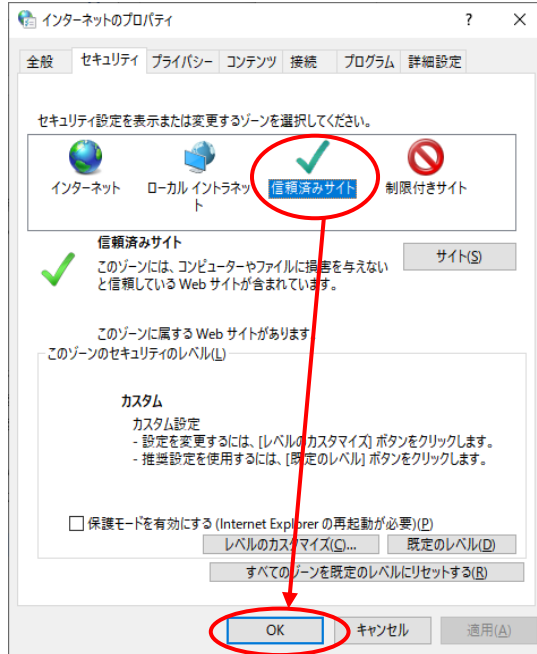 インターネットのプロパティ
? ×
全般 セキュリティ プライバシー コンテンツ 接続 プログラム 詳細設定
セキュリティ設定を表示または変更するゾーンを選択してください。
インターネット ローカル イントラネッ 信頼済みサイト 制限付きサイト
ト
信頼済みサイト
サイト(S)
このゾーンには、コンピューターやファイルに損害を与えない
と信頼している Web サイトが含まれています。
このゾーンに属する Web サイトがあります
このゾーンのセキュリティのレベル(L)
カスタム
カスタム設定
- 設定を変更するには、[レベルのカスタマイズ] ボタンをクリックします。
- 推奨設定を使用するには、[既定のレベル] ボタンをクリックします。
保護モードを有効にする (Internet Explorer の再起動が必要)(P)
レベルのカスタマイズ(C)... 既定のレベル(D)
すべてのゾーンを既定のレベルにリセットする(R)
OK キャンセル 適用(A)